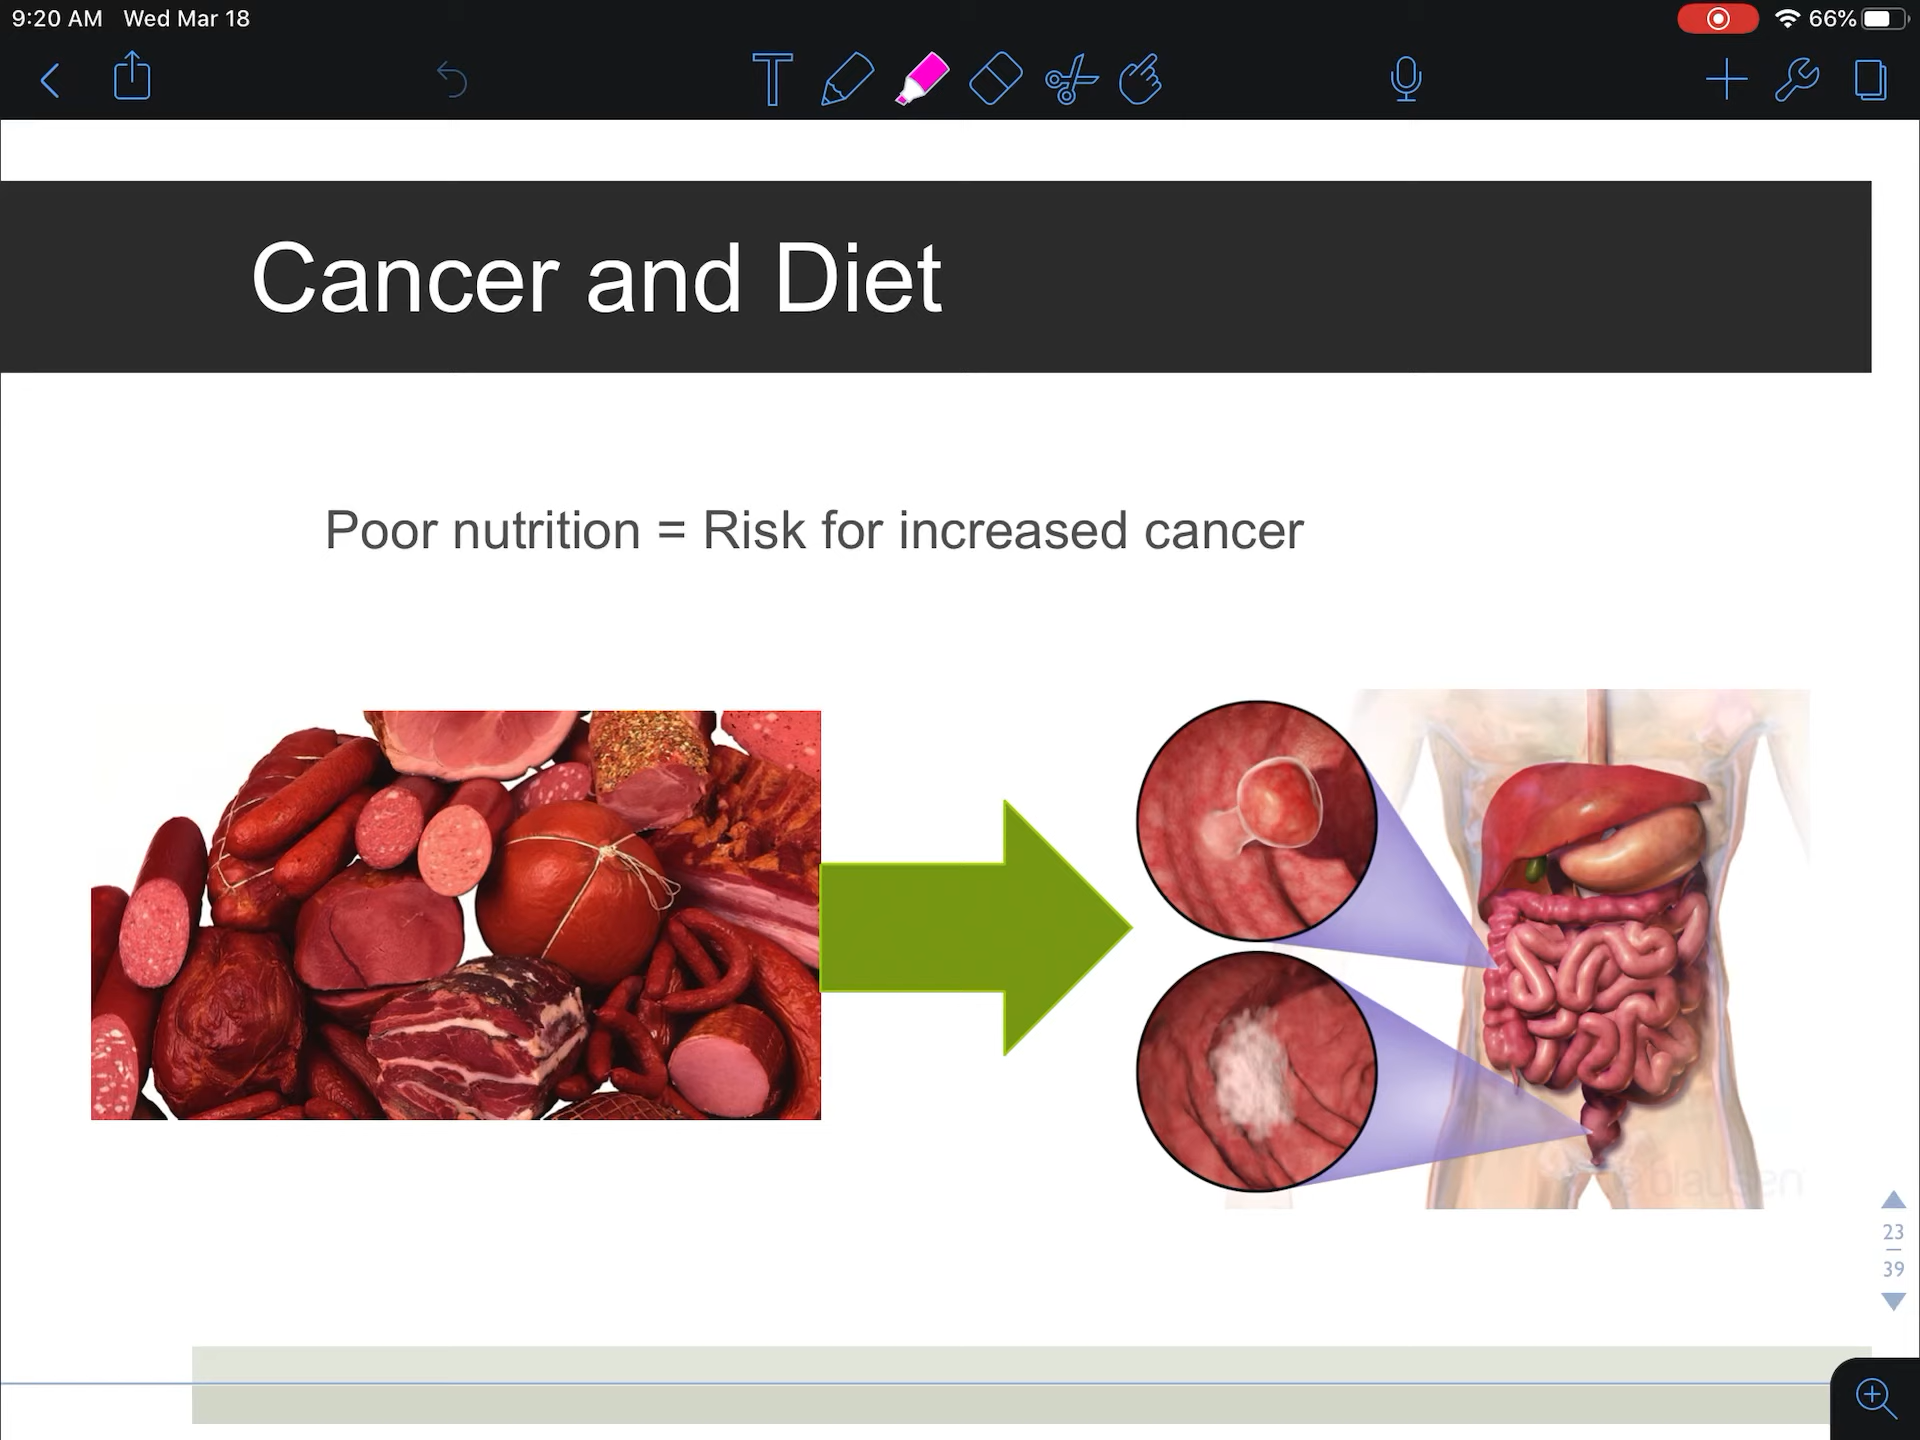 9:20 AM Wed Mar 18
66%
Cancer and Diet
Poor nutrition = Risk for increased cancer
23
39